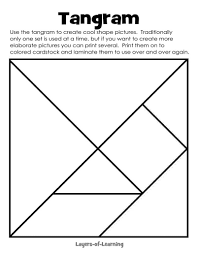 Tangram
Use the tangram to create cool shape pictures. Traditionally
only one set is used at a time, but if you want to create more
elaborate pictures you can print several. Print them on to
colored cardstock and laminate them to use over and over again.
Layers-of-Learning